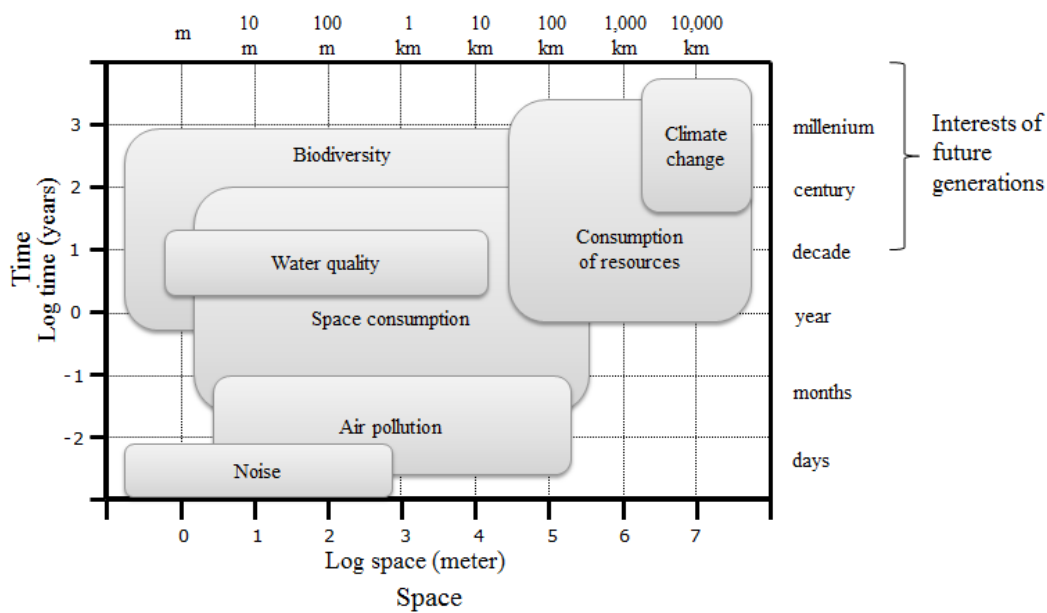 m
10
m
100
m
1
km
10
km
100
km
1,000
km
10,000
km
Time
Log time (years)
3
2
1
0
-1
-2
Biodiversity
Climate
change
Water quality
Consumption
of resources
Space consumption
Air pollution
Noise
millenium
century
decade
year
months
days
Interests of
future
generations
0
1
2
3
4
5
6
7
Log space (meter)
Space